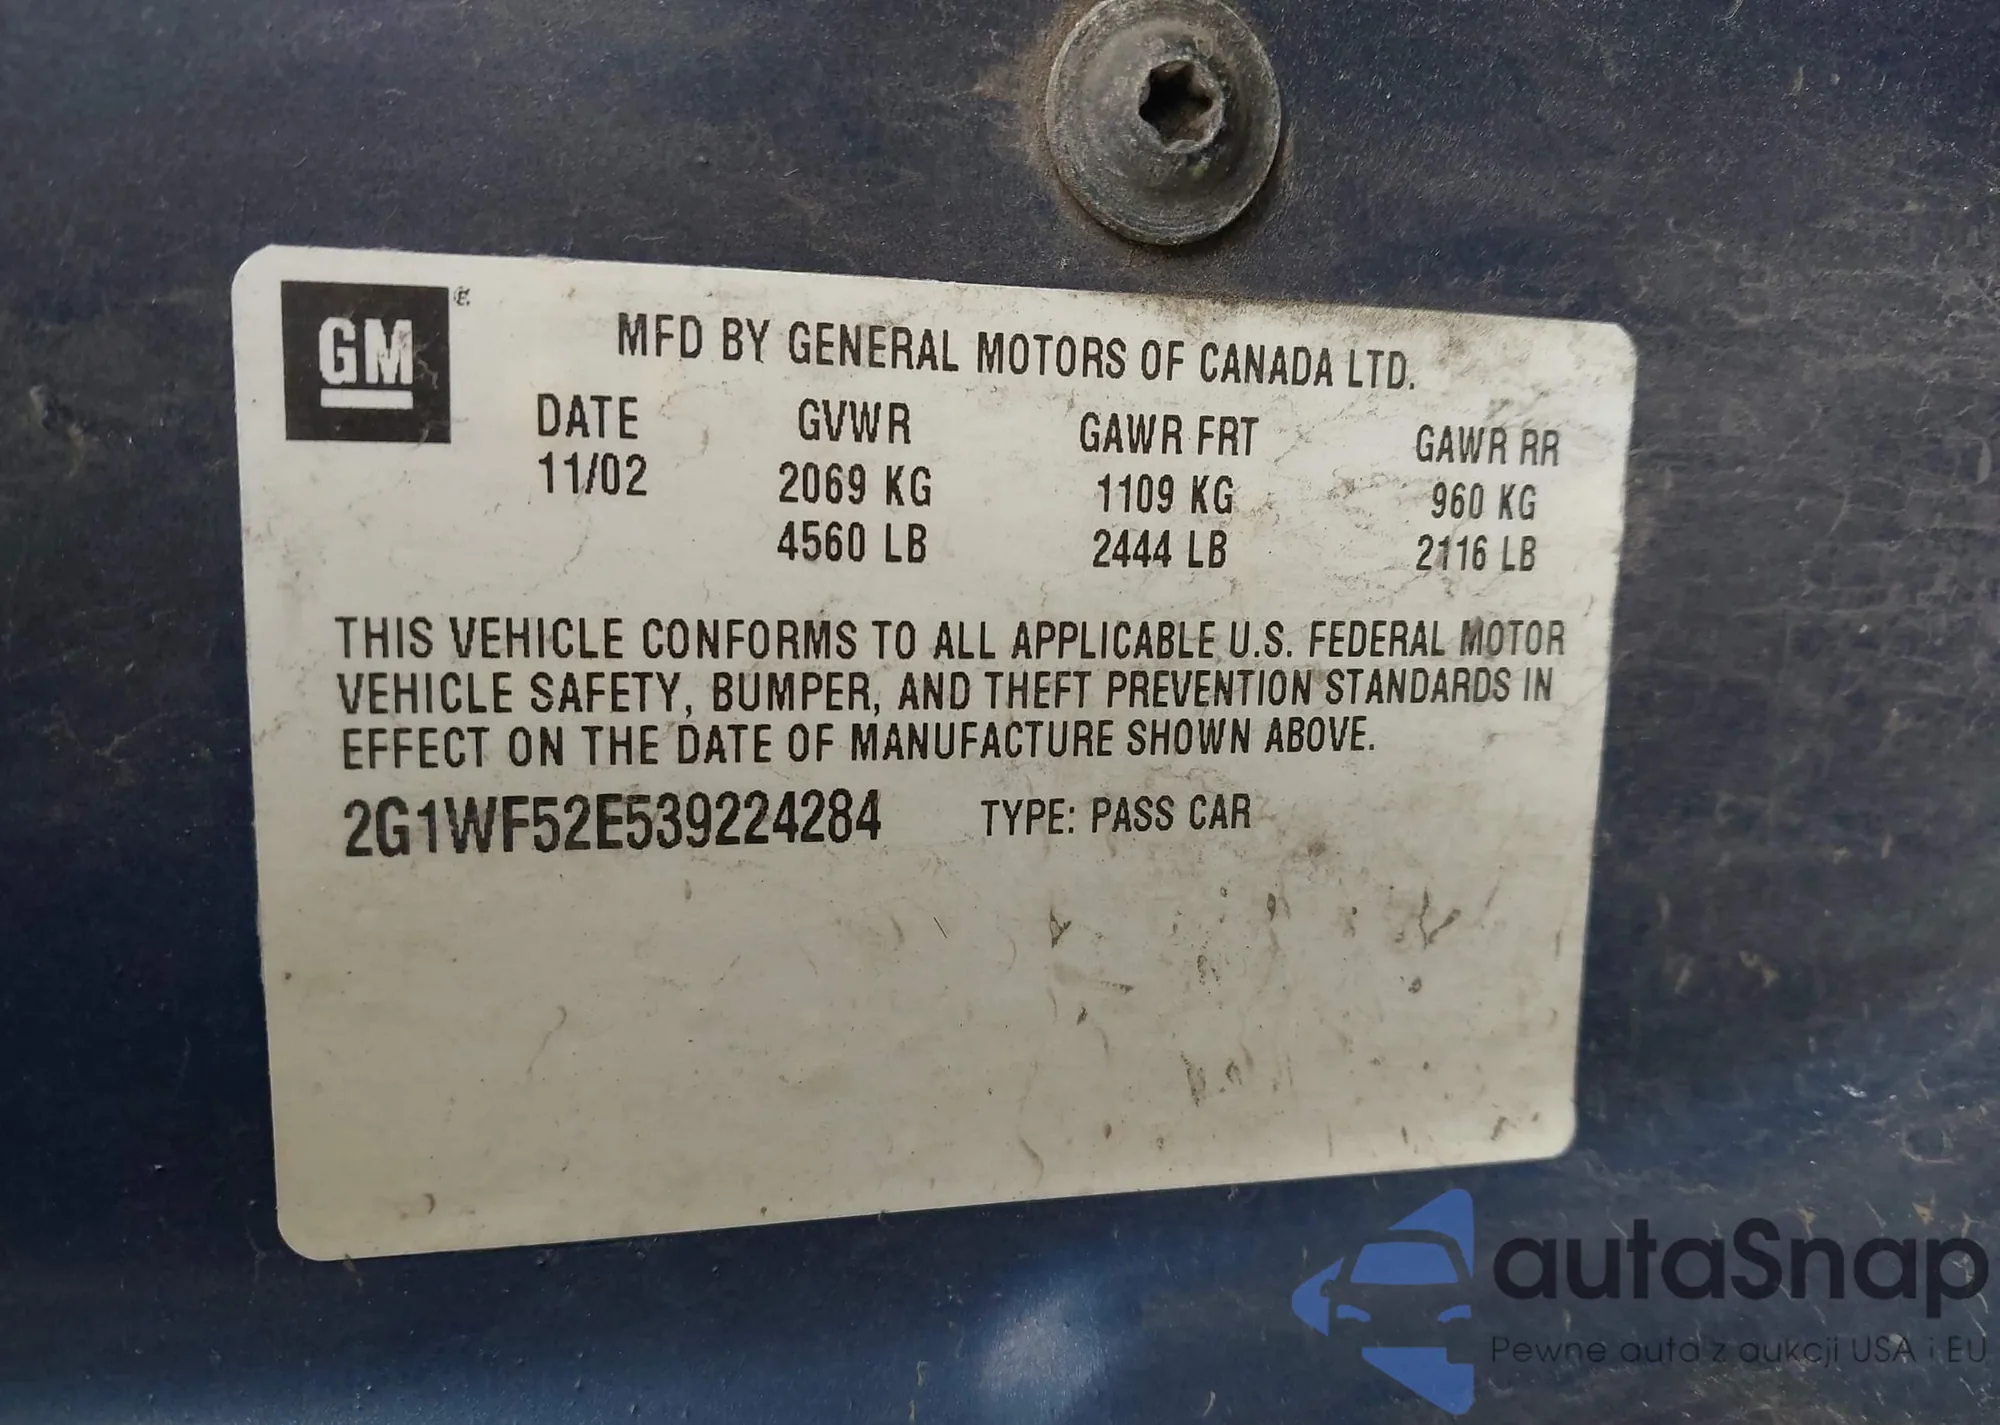 GM
MFD BY GENERAL MOTORS OF CANADA LTD.
DATE GVWR GAWR FRT GAWR RR
11/02 2069 KG 1109 KG 960 KG
4560 LB 2444 LB 2116 LB
THIS VEHICLE CONFORMS TO ALL APPLICABLE U.S. FEDERAL MOTOR
VEHICLE SAFETY, BUMPER, AND THEFT PREVENTION STANDARDS IN
EFFECT ON THE DATE OF MANUFACTURE SHOWN ABOVE.
2G1WF52E539224284 TYPE: PASS CAR
autaSnap
Pewne auta z aukcji USA i EU